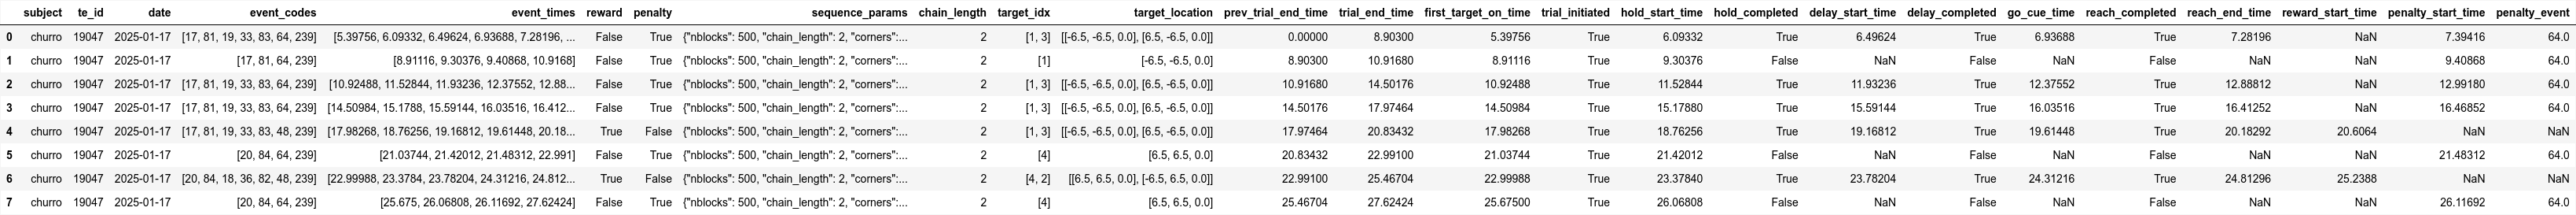 subject te_id date event_codes event_times reward penalty sequence_params chain_length target_idx target_location prev_trial_end_time trial_end_time first_target_on_time trial_initiated hold_start_time hold_completed delay_start_time delay_completed go_cue_time reach_completed reach_end_time reward_start_time penalty_start_time penalty_event
0 churro 19047 2025-01-17 [17, 81, 19, 33, 83, 64, 239] [5.39756, 6.09332, 6.49624, 6.93688, 7.28196, ... False True {"nblocks": 500, "chain_length": 2, "corners":... 2 [1, 3] [[-6.5, -6.5, 0.0], [6.5, -6.5, 0.0]] 0.00000 8.90300 5.39756 True 6.09332 True 6.49624 True 6.93688 True 7.28196 NaN 7.39416 64.0
1 churro 19047 2025-01-17 [17, 81, 64, 239] [8.91116, 9.30376, 9.40868, 10.9168] False True {"nblocks": 500, "chain_length": 2, "corners":... 2 [1] [-6.5, -6.5, 0.0] 8.90300 10.91680 8.91116 True 9.30376 False NaN False NaN False NaN NaN 9.40868 64.0
2 churro 19047 2025-01-17 [17, 81, 19, 33, 83, 64, 239] [10.92488, 11.52844, 11.93236, 12.37552, 12.88... False True {"nblocks": 500, "chain_length": 2, "corners":... 2 [1, 3] [[-6.5, -6.5, 0.0], [6.5, -6.5, 0.0]] 10.91680 14.50176 10.92488 True 11.52844 True 11.93236 True 12.37552 True 12.88812 NaN 12.99180 64.0
3 churro 19047 2025-01-17 [17, 81, 19, 33, 83, 64, 239] [14.50984, 15.1788, 15.59144, 16.03516, 16.412... False True {"nblocks": 500, "chain_length": 2, "corners":... 2 [1, 3] [[-6.5, -6.5, 0.0], [6.5, -6.5, 0.0]] 14.50176 17.97464 14.50984 True 15.17880 True 15.59144 True 16.03516 True 16.41252 NaN 16.46852 64.0
4 churro 19047 2025-01-17 [17, 81, 19, 33, 83, 48, 239] [17.98268, 18.76256, 19.16812, 19.61448, 20.18... True False {"nblocks": 500, "chain_length": 2, "corners":... 2 [1, 3] [[-6.5, -6.5, 0.0], [6.5, -6.5, 0.0]] 17.97464 20.83432 17.98268 True 18.76256 True 19.16812 True 19.61448 True 20.18292 20.6064 NaN NaN
5 churro 19047 2025-01-17 [20, 84, 64, 239] [21.03744, 21.42012, 21.48312, 22.991] False True {"nblocks": 500, "chain_length": 2, "corners":... 2 [4] [6.5, 6.5, 0.0] 20.83432 22.99100 21.03744 True 21.42012 False NaN False NaN False NaN NaN 21.48312 64.0
6 churro 19047 2025-01-17 [20, 84, 18, 36, 82, 48, 239] [22.99988, 23.3784, 23.78204, 24.31216, 24.812... True False {"nblocks": 500, "chain_length": 2, "corners":... 2 [4, 2] [[6.5, 6.5, 0.0], [-6.5, 6.5, 0.0]] 22.99100 25.46704 22.99988 True 23.37840 True 23.78204 True 24.31216 True 24.81296 25.2388 NaN NaN
7 churro 19047 2025-01-17 [20, 84, 64, 239] [25.675, 26.06808, 26.11692, 27.62424] False True {"nblocks": 500, "chain_length": 2, "corners":... 2 [4] [6.5, 6.5, 0.0] 25.46704 27.62424 25.67500 True 26.06808 False NaN False NaN False NaN NaN 26.11692 64.0